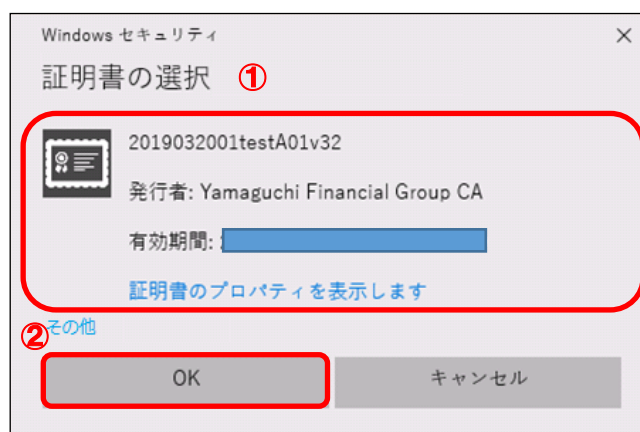 Windows セキュリティ
証明書の選択 ①
2019032001testA01v32
発行者: Yamaguchi Financial Group CA
有効期間:
証明書のプロパティを表示します
②その他
OK キャンセル